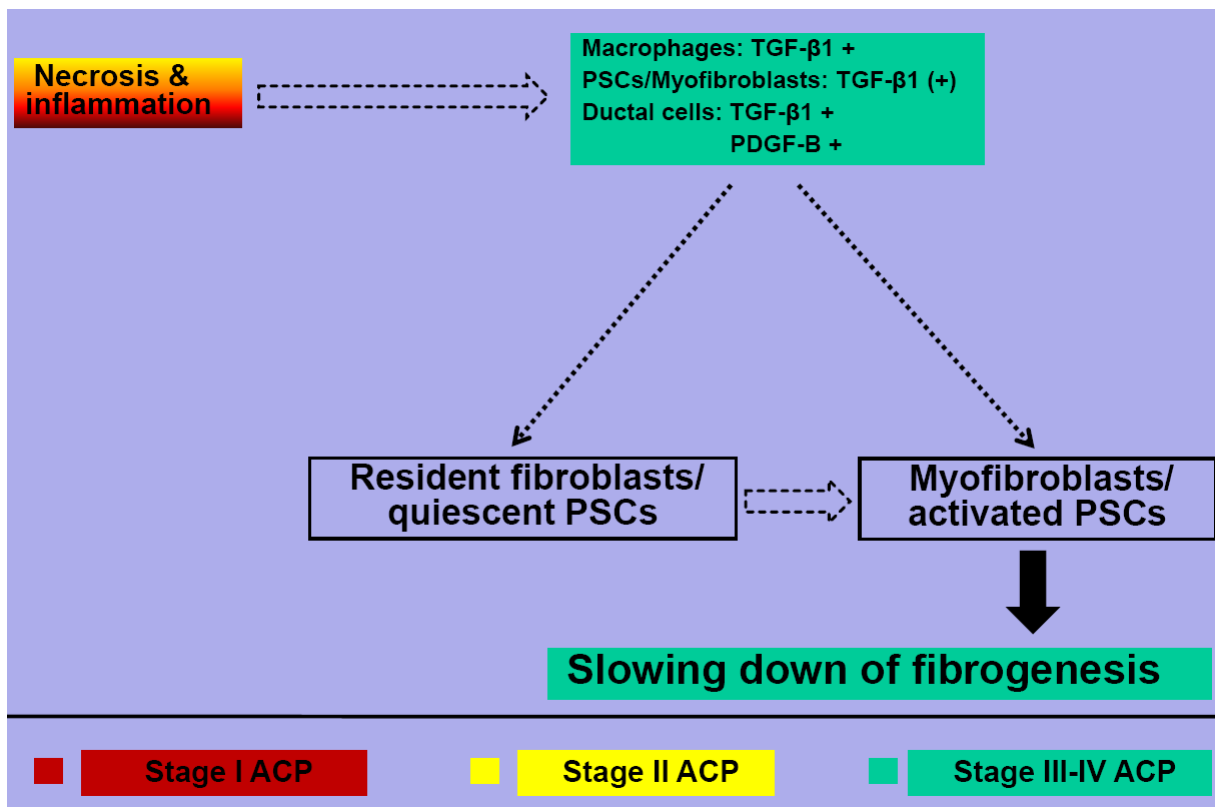 Necrosis &
inflammation
Macrophages: TGF-β1 +
PSCs/Myofibroblasts: TGF-β1 (+)
Ductal cells: TGF-β1 +
PDGF-B +
Resident fibroblasts/
quiescent PSCs
Myofibroblasts/
activated PSCs
Slowing down of fibrogenesis
Stage I ACP
Stage II ACP
Stage III-IV ACP